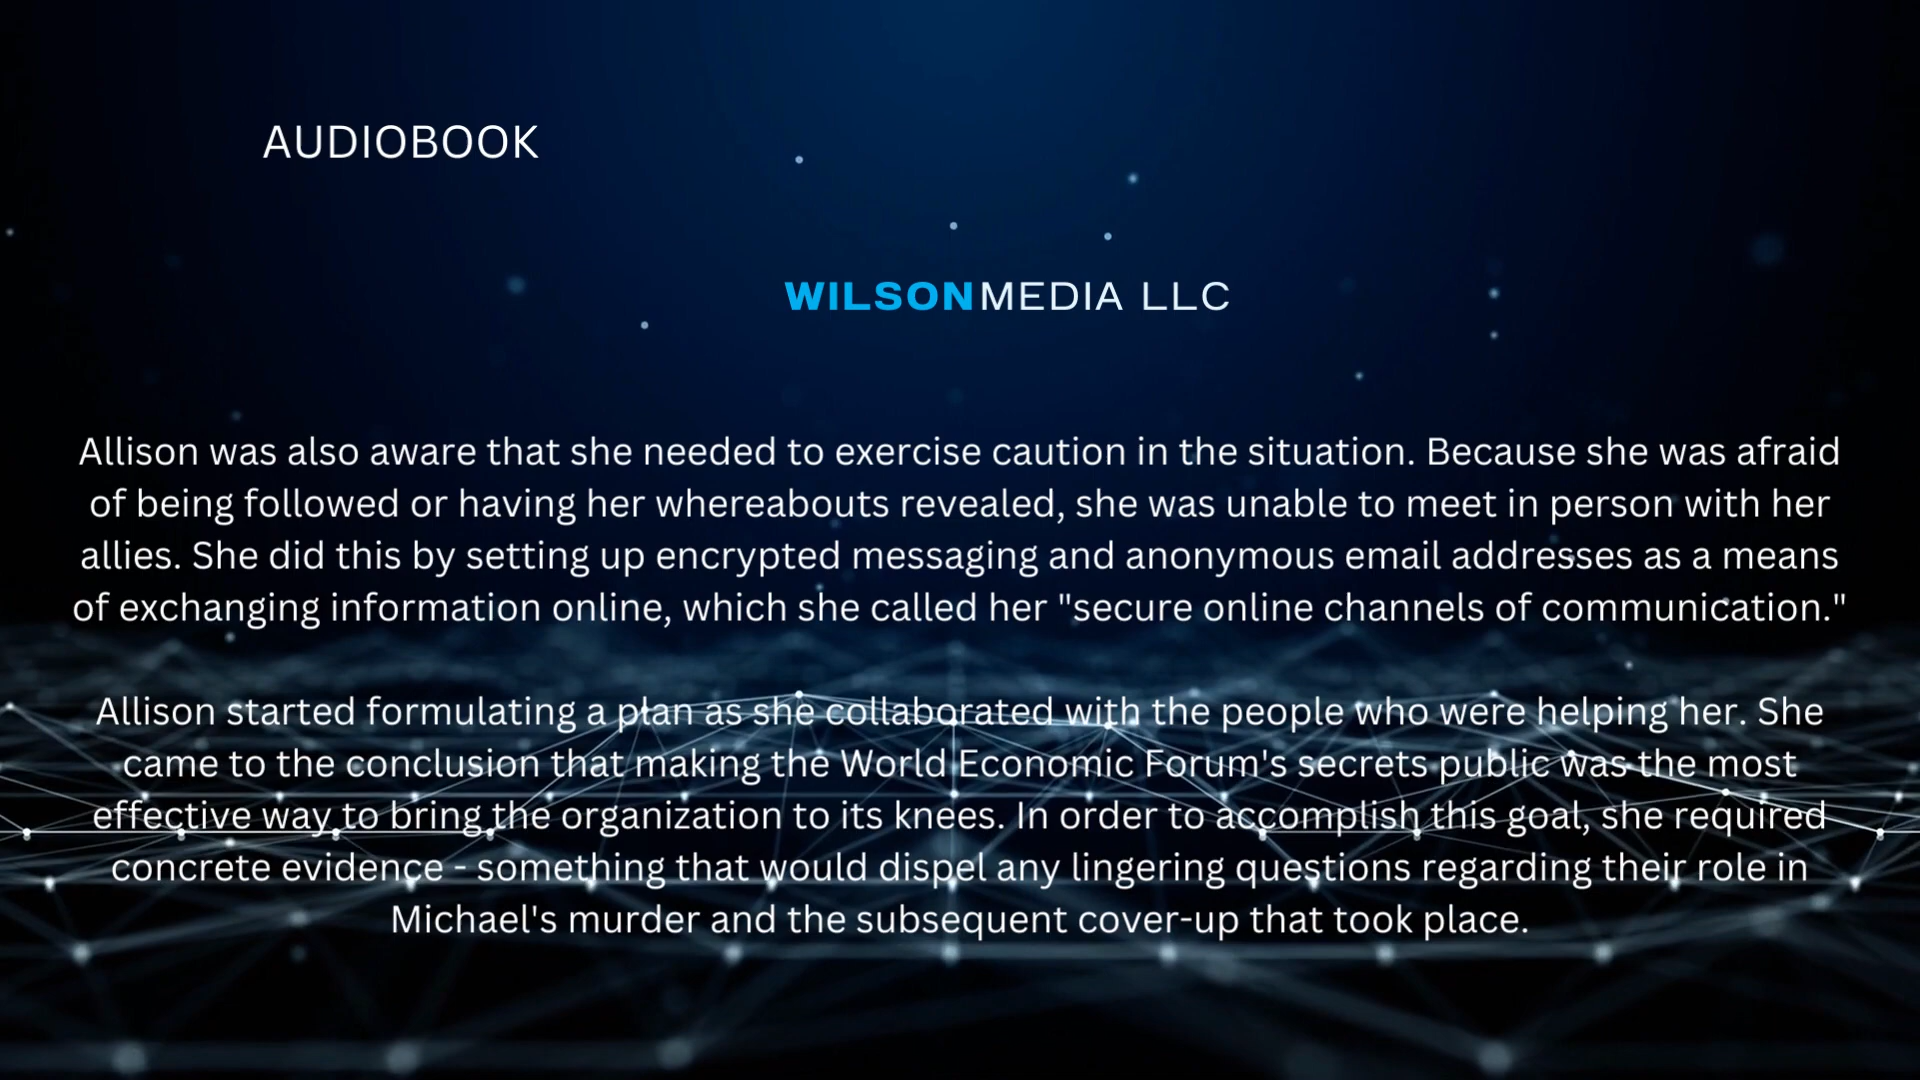 AUDIOBOOK
WILSONMEDIA LLC
Allison was also aware that she needed to exercise caution in the situation. Because she was afraid
of being followed or having her whereabouts revealed, she was unable to meet in person with her
allies. She did this by setting up encrypted messaging and anonymous email addresses as a means
of exchanging information online, which she called her "secure online channels of communication."
Allison started formulating a plan as she collaborated with the people who were helping her. She
came to the conclusion that making the World Economic Forum's secrets public was the most
effective way to bring the organization to its knees. In order to accomplish this goal, she required
concrete evidence - something that would dispel any lingering questions regarding their role in
Michael's murder and the subsequent cover-up that took place.